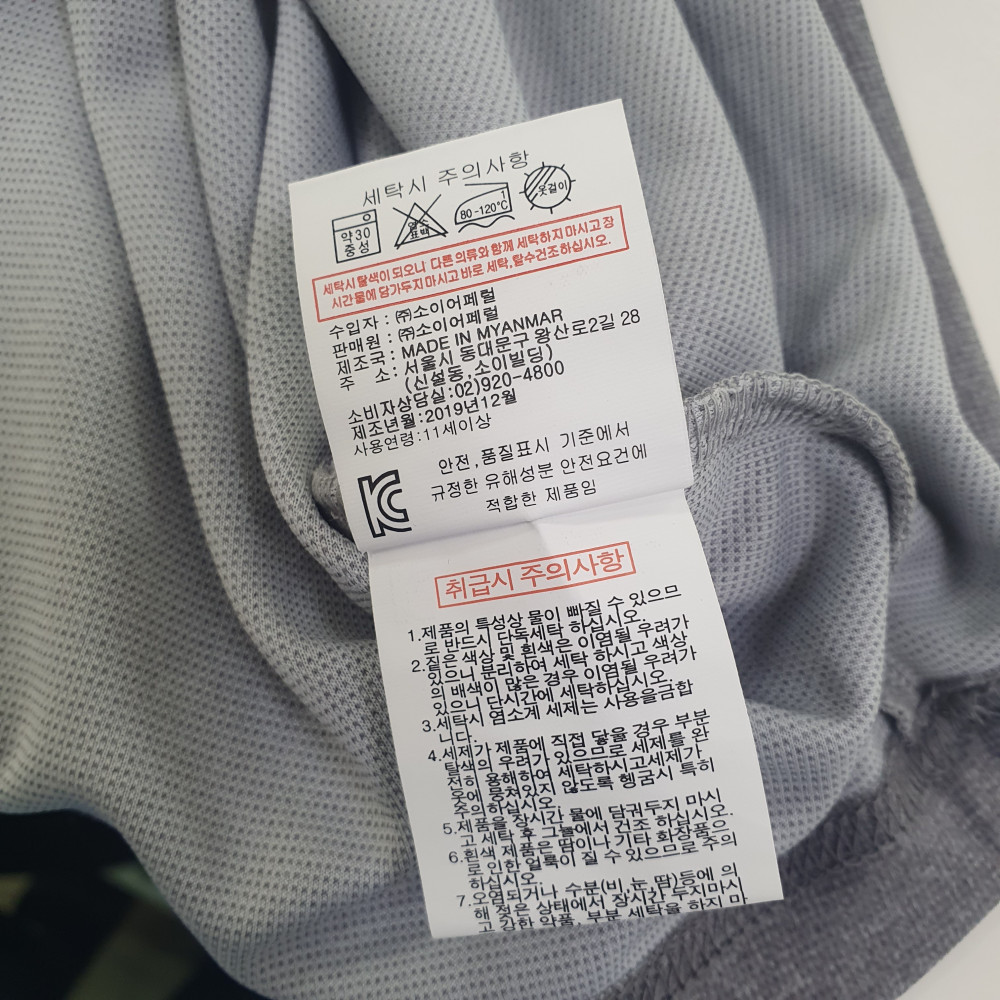 세탁시 주의사항
약30
중성
염소
표백
80-120℃
옷걸이
세탁시 탈색이 되오니 다른 의류와 함께 세탁하지 마시고 장
시간 물에 담가두지 마시고 바로 세탁,탈수건조 하십시오.
수입자 : ㈜소이어페럴
판매원 : ㈜소이어페럴
제조국 : MADE IN MYANMAR
주 소 : 서울시 동대문구 왕산로2길 28
(신설동,소이빌딩)
소비자상담실:02)920-4800
제조년월:2019년12월
사용연령:11세이상
안전,품질표시 기준에서
규정한 유해성분 안전요건에
적합한 제품임
취급시 주의사항
1.제품의 특성상 물이 빠질 수 있으므
로 반드시 단독세탁 하십시오.
2.짙은 색상 및 흰색은 이염될 우려가
있으니 분리하여 세탁 하시고 색상
의 배색이 많은 경우 이염될 우려가
있으니 단시간에 세탁하십시오.
3.세탁시 염소계 세제는 사용을금합
니다.
4.세제가 제품에 직접 닿을 경우 부분
탈색의 우려가 있으므로 세제를 완
전히 용해하여 세탁하시고세제가
옷에 뭉쳐있지 않도록 헹굼시 특히
주의 하십시오.
5.제품을 장시간 물에 담궈두지 마시
고 세탁 후 그늘에서 건조 하십시오.
6.흰색 제품은 땀이나 기타 화장품으
로 인한 얼룩이 질 수 있으므로 주의
하십시오.
7.오염되거나 수분(비,눈,땀)등에 의
해 젖은 상태에서 장시간 두지마시
고 강한 약품, 부분 세탁을 하지 마